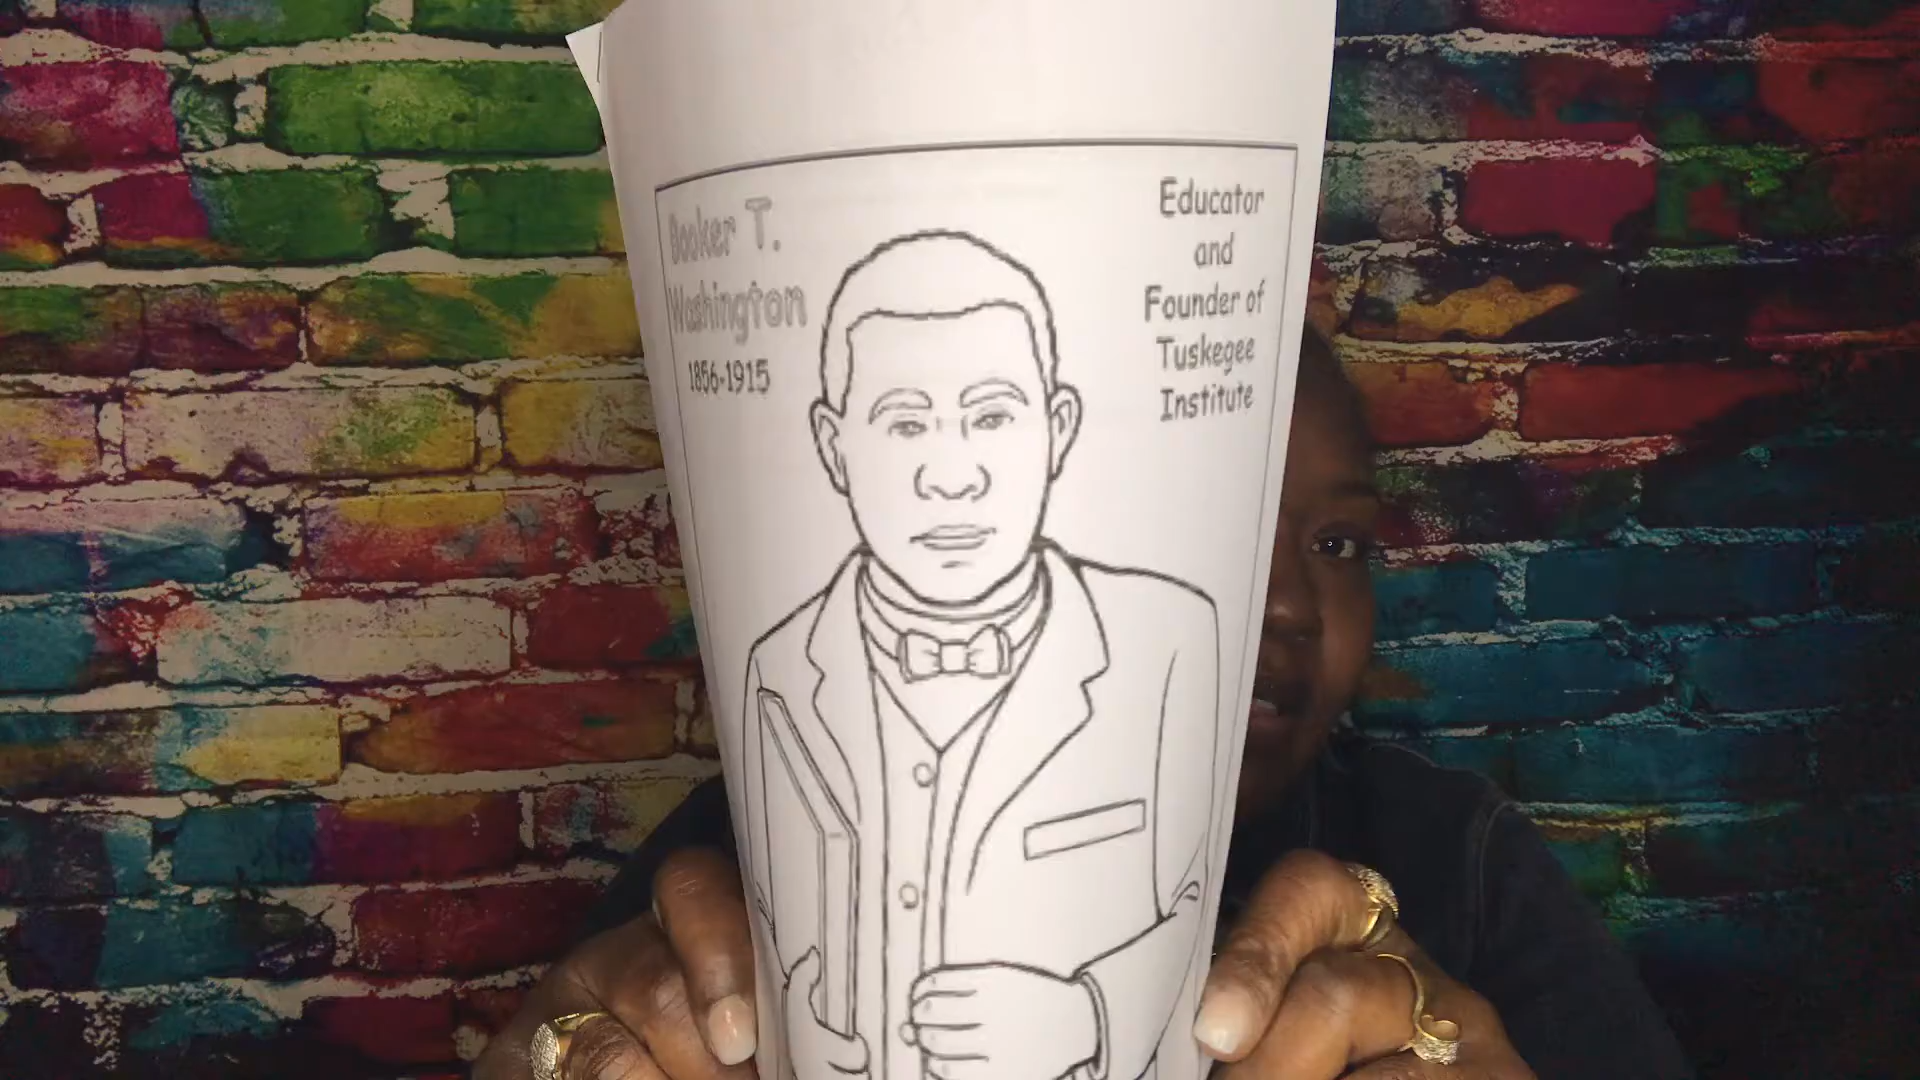 Booker T.
Washington
1856-1915
Educator
and
Founder of
Tuskegee
Institute